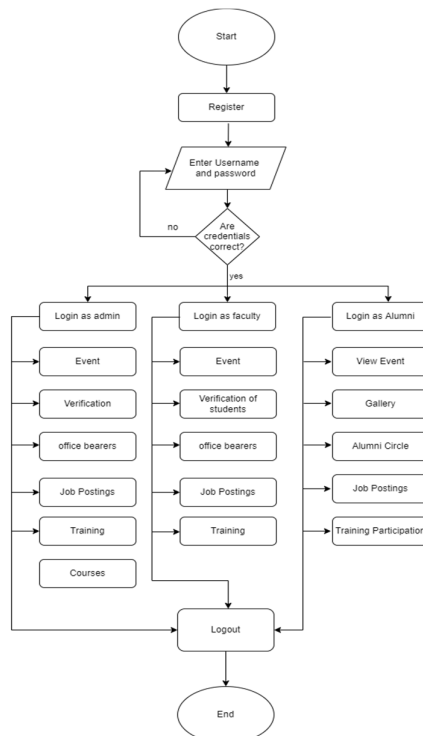 Start
Register
Enter Username
and password
no
Are
credentials
correct?
yes
Login as admin
Login as faculty
Login as Alumni
Event
Event
View Event
Verification
Verification of
students
Gallery
office bearers
office bearers
Alumni Circle
Job Postings
Job Postings
Job Postings
Training
Training
Training Participation
Courses
Logout
End